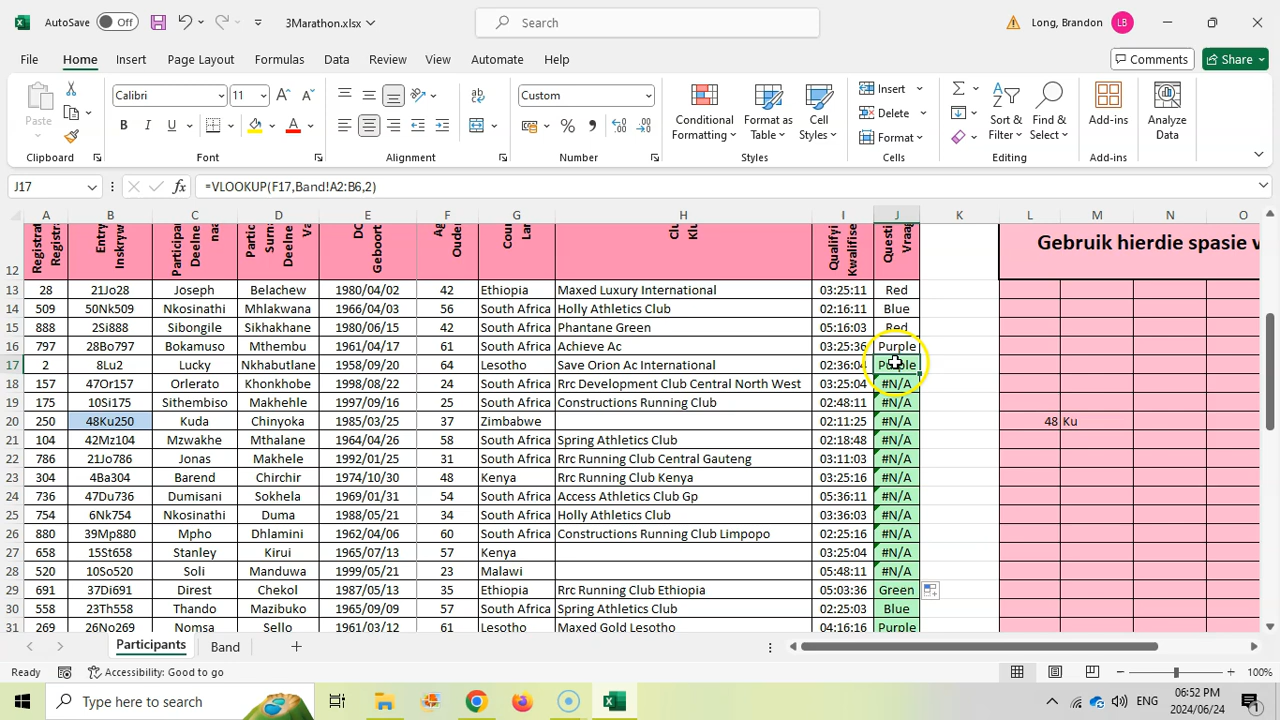 AutoSave Off 3Marathon.xlsx Search Long, Brandon LB
File Home Insert Draw Page Layout Formulas Data Review View Automate Help Comments Share
Paste Calibri 11 Custom Conditional Formatting Format as Table Cell Styles Insert Delete Format Sort & Filter Find & Select Add-ins Analyze Data
Clipboard Font Alignment Number Styles Cells Editing Add-ins
J17 =VLOOKUP(F17,Band!A2:B6,2)
A B C D E F G H I J K L M N O
12 Gebruik hierdie spasie v
13 28 21Jo28 Joseph Belachew 1980/04/02 42 Ethiopia Maxed Luxury International 03:25:11 Red
14 509 50Nk509 Nkosinathi Mhlakwana 1966/04/03 56 South Africa Holly Athletics Club 02:16:11 Blue
15 888 2Si888 Sibongile Sikhakhane 1980/06/15 42 South Africa Phantane Green 05:16:03 Red
16 797 28Bo797 Bokamuso Mthembu 1961/04/17 61 South Africa Achieve Ac 03:25:36 Purple
17 2 8Lu2 Lucky Nkhabutlane 1958/09/20 64 Lesotho Save Orion Ac International 02:36:04 Purple
18 157 47Or157 Orlerato Khonkhobe 1998/08/22 24 South Africa Rrc Development Club Central North West 03:25:04 #N/A
19 175 10Si175 Sithembiso Makhehle 1997/09/16 25 South Africa Constructions Running Club 02:48:11 #N/A
20 250 48Ku250 Kuda Chinyoka 1985/03/25 37 Zimbabwe 02:11:25 #N/A 48 Ku
21 104 42Mz104 Mzwakhe Mthalane 1964/04/26 58 South Africa Spring Athletics Club 02:18:48 #N/A
22 786 21Jo786 Jonas Makhele 1992/01/25 31 South Africa Rrc Running Club Central Gauteng 03:11:03 #N/A
23 304 4Ba304 Barend Chirchir 1974/10/30 48 Kenya Rrc Running Club Kenya 03:25:16 #N/A
24 736 47Du736 Dumisani Sokhela 1969/01/31 54 South Africa Access Athletics Club Gp 05:36:11 #N/A
25 754 6Nk754 Nkosinathi Duma 1988/05/21 34 South Africa Holly Athletics Club 03:36:03 #N/A
26 880 39Mp880 Mpho Dhlamini 1962/04/06 60 South Africa Constructions Running Club Limpopo 02:25:16 #N/A
27 658 15St658 Stanley Kirui 1965/07/13 57 Kenya 03:25:04 #N/A
28 520 10So520 Soli Manduwa 1999/05/21 23 Malawi 05:48:11 #N/A
29 691 37Di691 Direst Chekol 1987/05/13 35 Ethiopia Rrc Running Club Ethiopia 05:03:36 Green
30 558 23Th558 Thando Mazibuko 1965/09/09 57 South Africa Spring Athletics Club 02:25:03 Blue
31 269 26No269 Nomsa Sello 1961/03/12 61 Lesotho Maxed Gold Lesotho 04:16:16 Purple
Participants Band
Ready Accessibility: Good to go 100%
Type here to search ENG 06:52 PM 2024/06/24